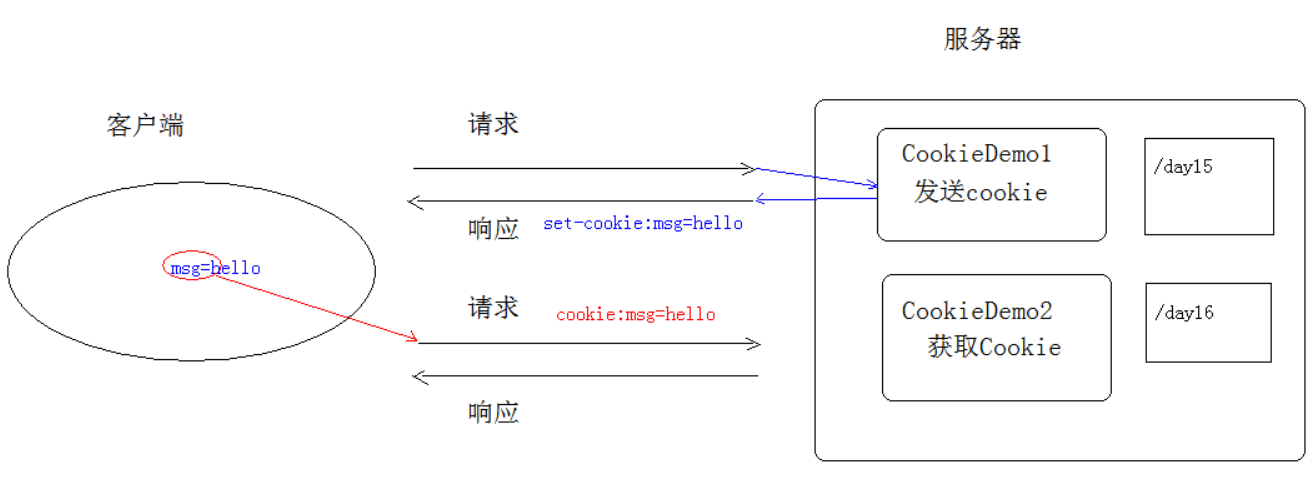 服务器
客户端
请求
CookieDemo1
发送cookie
/day15
响应
set-cookie:msg=hello
msg=hello
请求
cookie:msg=hello
CookieDemo2
获取Cookie
/day16
响应